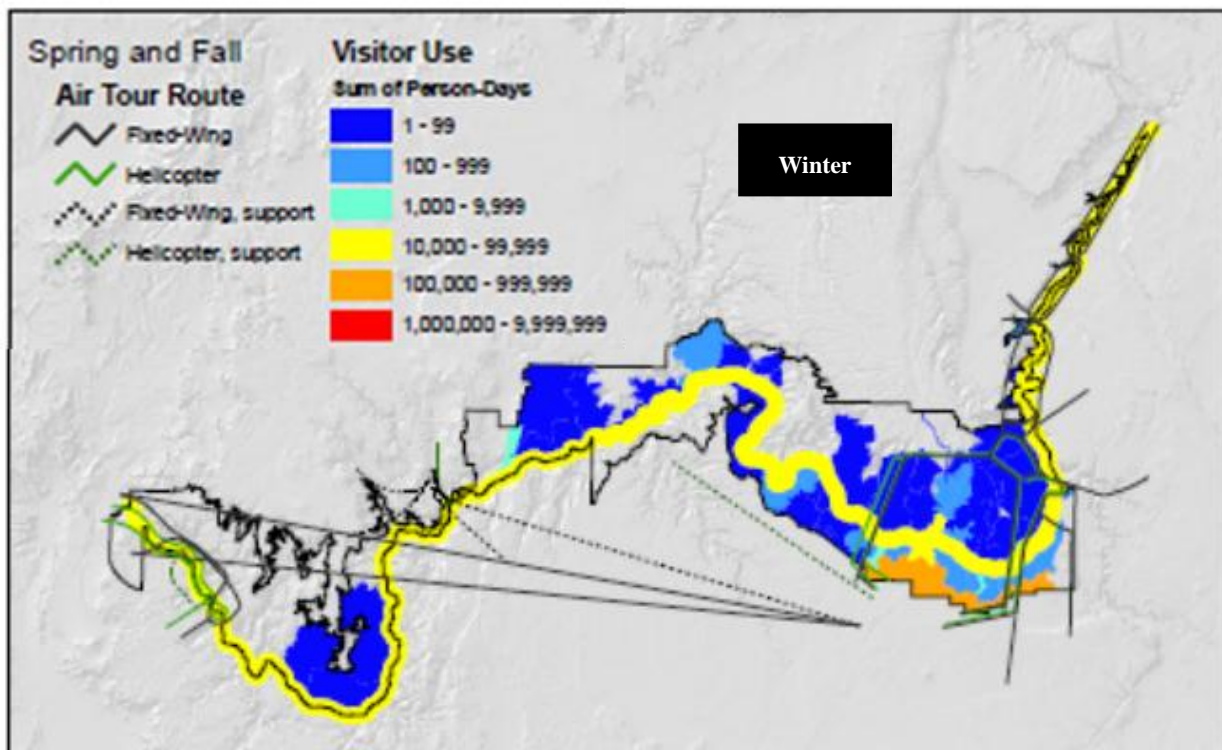 Spring and Fall
Air Tour Route
Fixed-Wing
Helicopter
Fixed-Wing, support
Helicopter, support
Visitor Use
Sum of Person-Days
1 - 99
100 - 999
1,000 - 9,999
10,000 - 99,999
100,000 - 999,999
1,000,000 - 9,999,999
Winter